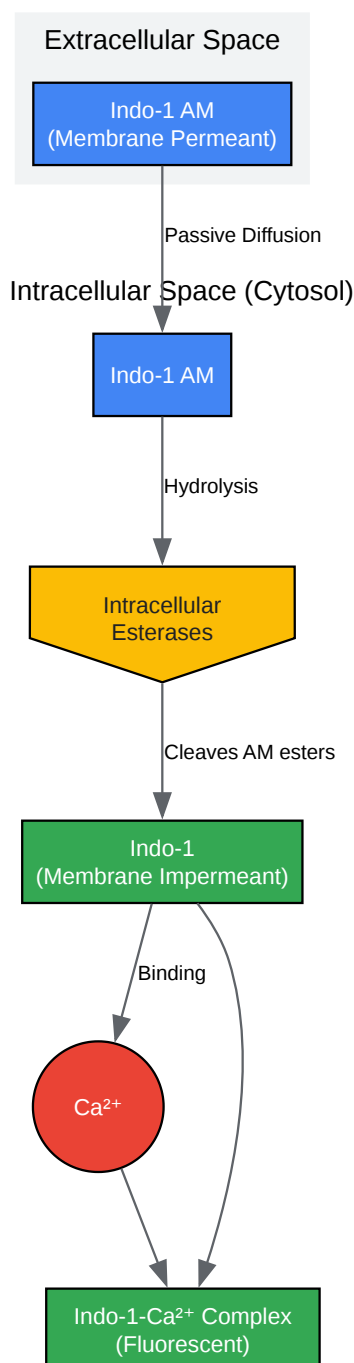 Extracellular Space
Indo-1 AM
(Membrane Permeant)
Passive Diffusion
Intracellular Space (Cytosol)
Indo-1 AM
Hydrolysis
Intracellular
Esterases
Cleaves AM esters
Indo-1
(Membrane Impermeant)
Binding
Ca²⁺
Indo-1-Ca²⁺ Complex
(Fluorescent)